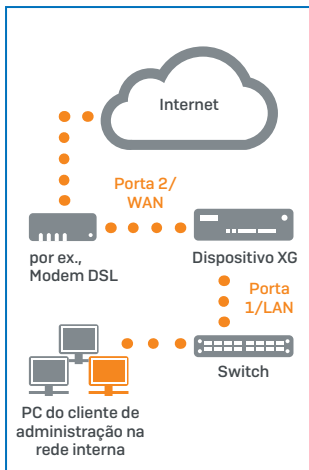 Internet
Porta 2/
WAN
por ex.,
Modem DSL
Dispositivo XG
Porta
1/LAN
Switch
PC do cliente de
administração na
rede interna